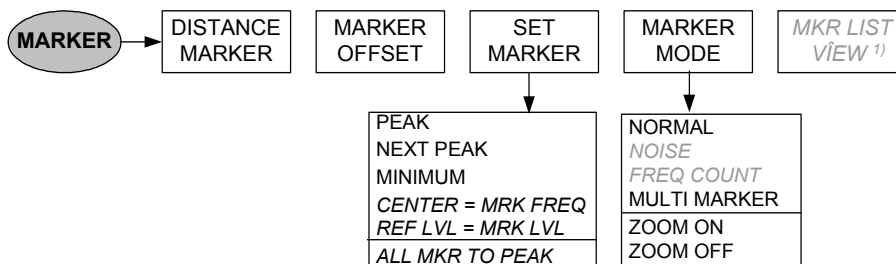 MARKER
DISTANCE
MARKER
MARKER
OFFSET
SET
MARKER
MARKER
MODE
MKR LIST
VÎEW 1)
PEAK
NEXT PEAK
MINIMUM
CENTER = MRK FREQ
REF LVL = MRK LVL
ALL MKR TO PEAK
NORMAL
NOISE
FREQ COUNT
MULTI MARKER
ZOOM ON
ZOOM OFF